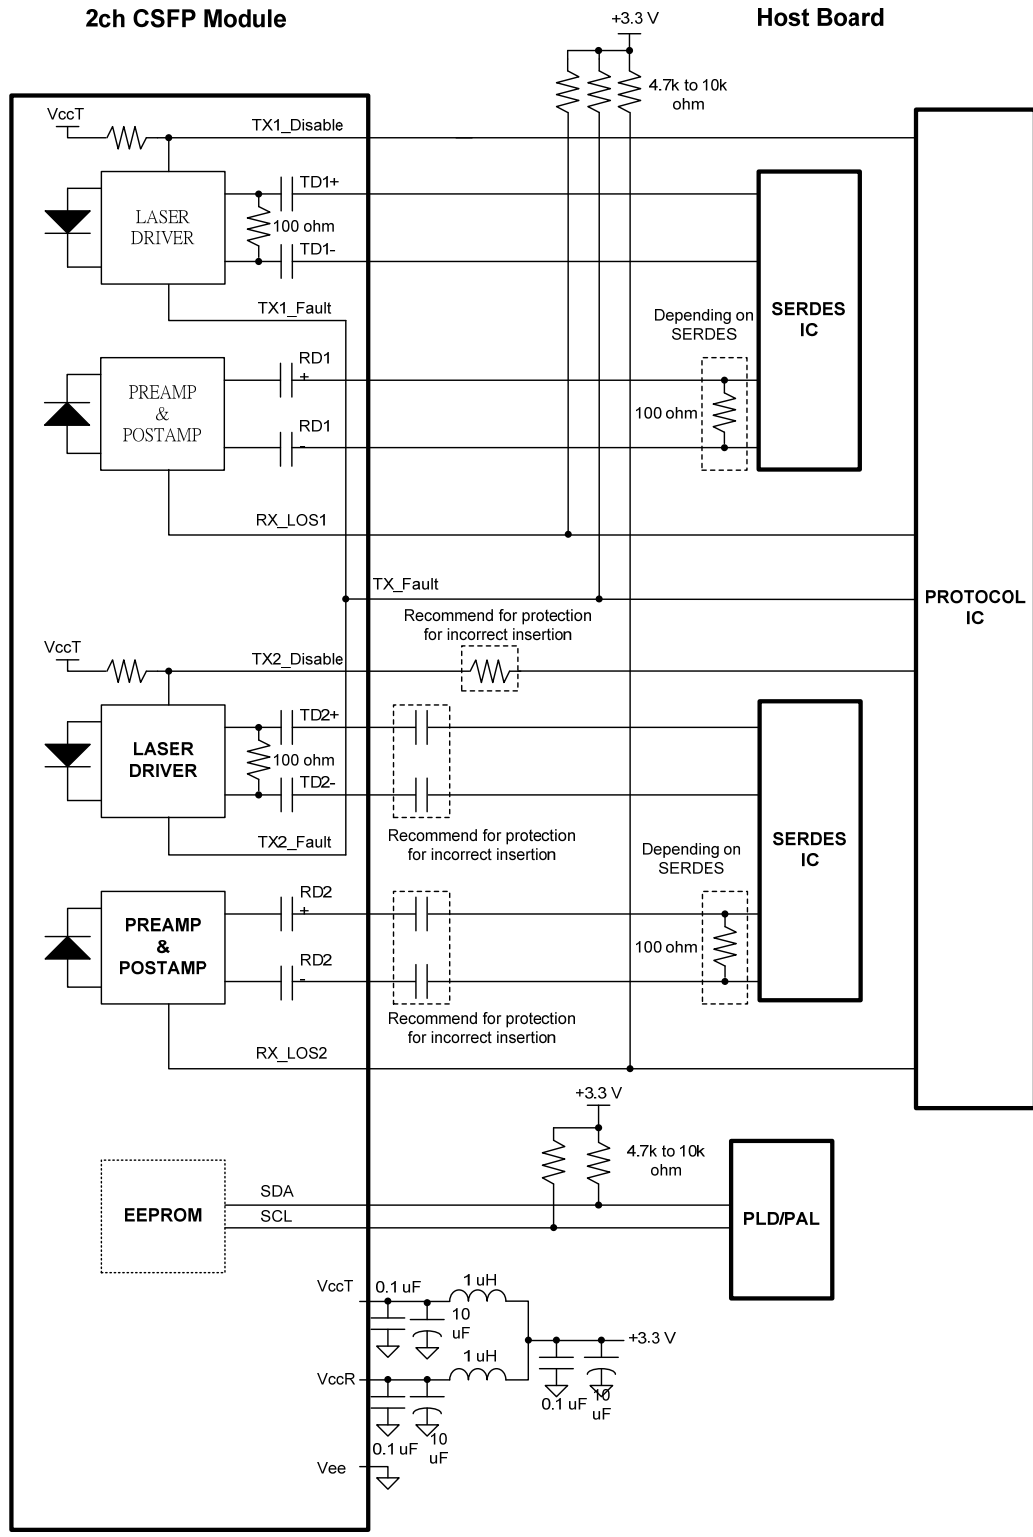 2ch CSFP Module
Host Board
+3.3 V
4.7k to 10k
ohm
VccT
TX1_Disable
LASER
DRIVER
TD1+
100 ohm
TD1-
TX1_Fault
Depending on
SERDES
SERDES
IC
RD1
+
PREAMP
&
POSTAMP
100 ohm
RD1
-
RX_LOS1
TX_Fault
PROTOCOL
IC
Recommend for protection
for incorrect insertion
VccT
TX2_Disable
TD2+
LASER
DRIVER
100 ohm
TD2-
Recommend for protection
for incorrect insertion
TX2_Fault
Depending on
SERDES
SERDES
IC
RD2
+
PREAMP
&
POSTAMP
100 ohm
RD2
-
Recommend for protection
for incorrect insertion
RX_LOS2
+3.3 V
4.7k to 10k
ohm
EEPROM
SDA
SCL
PLD/PAL
VccT
0.1 uF
1 uH
10
uF
+3.3 V
1 uH
VccR
0.1 uF
10
uF
0.1 uF
10
uF
Vee